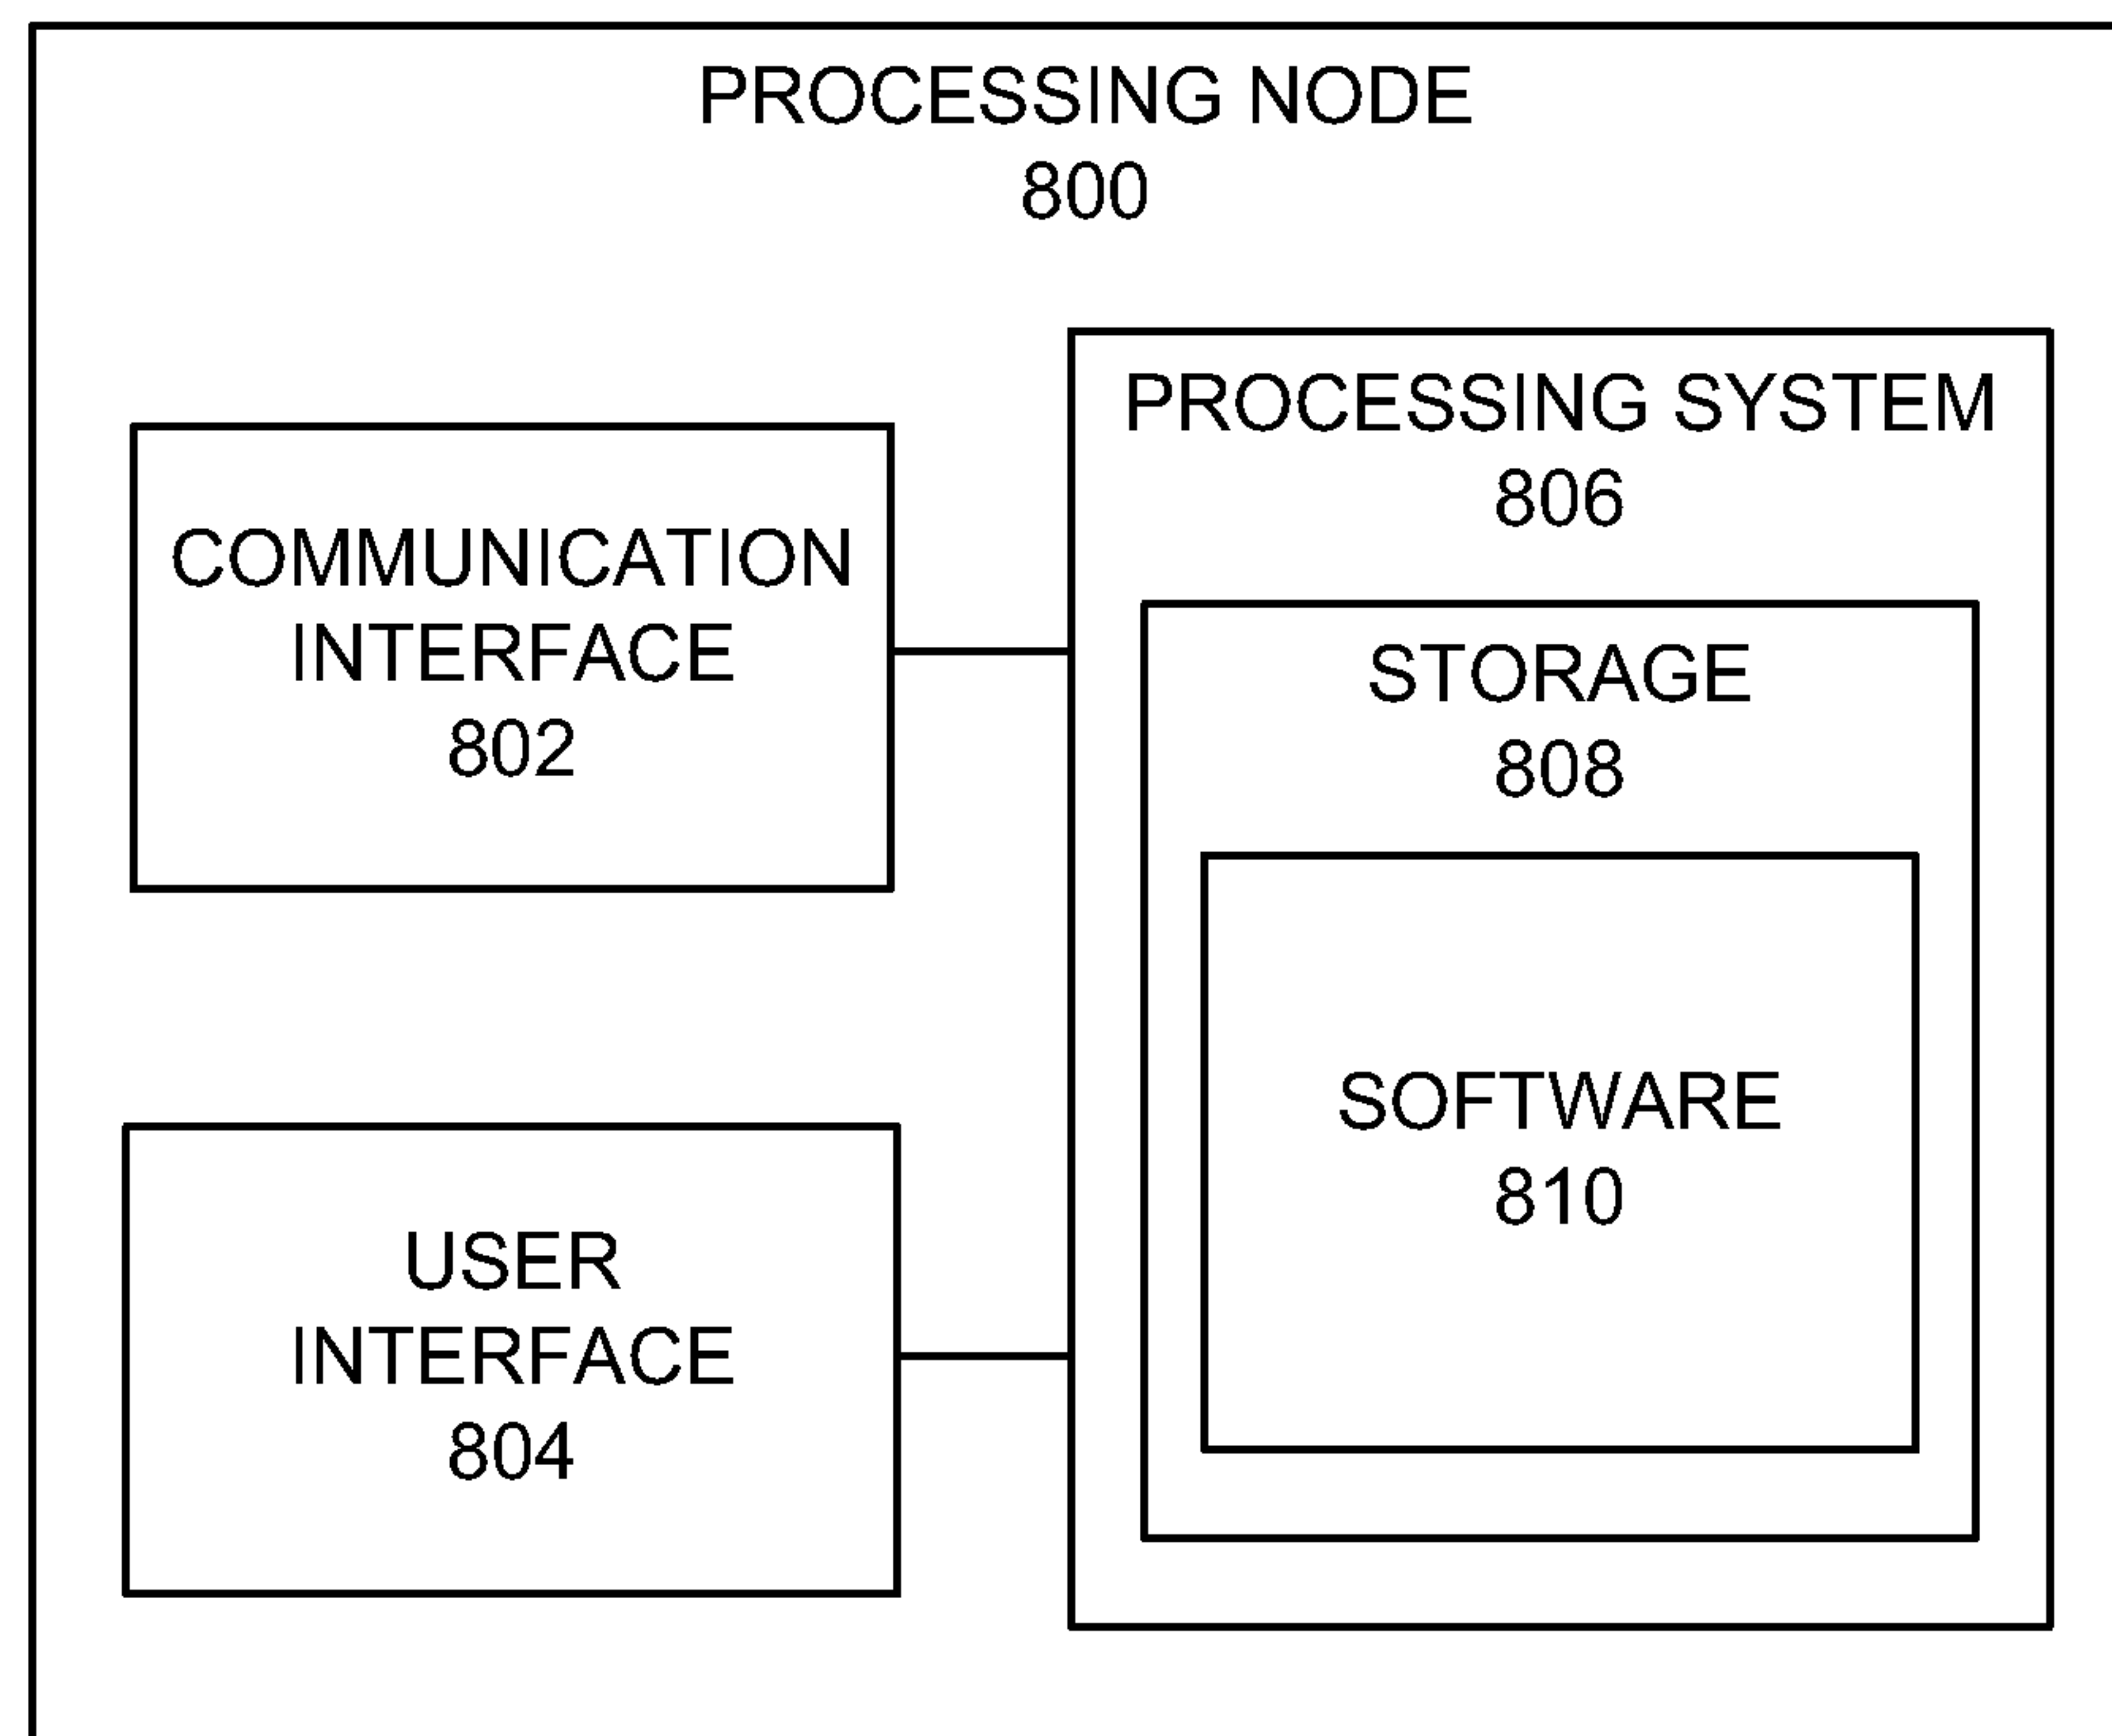 PROCESSING NODE
800
PROCESSING SYSTEM
806
COMMUNICATION
INTERFACE
802
STORAGE
808
SOFTWARE
810
USER
INTERFACE
804